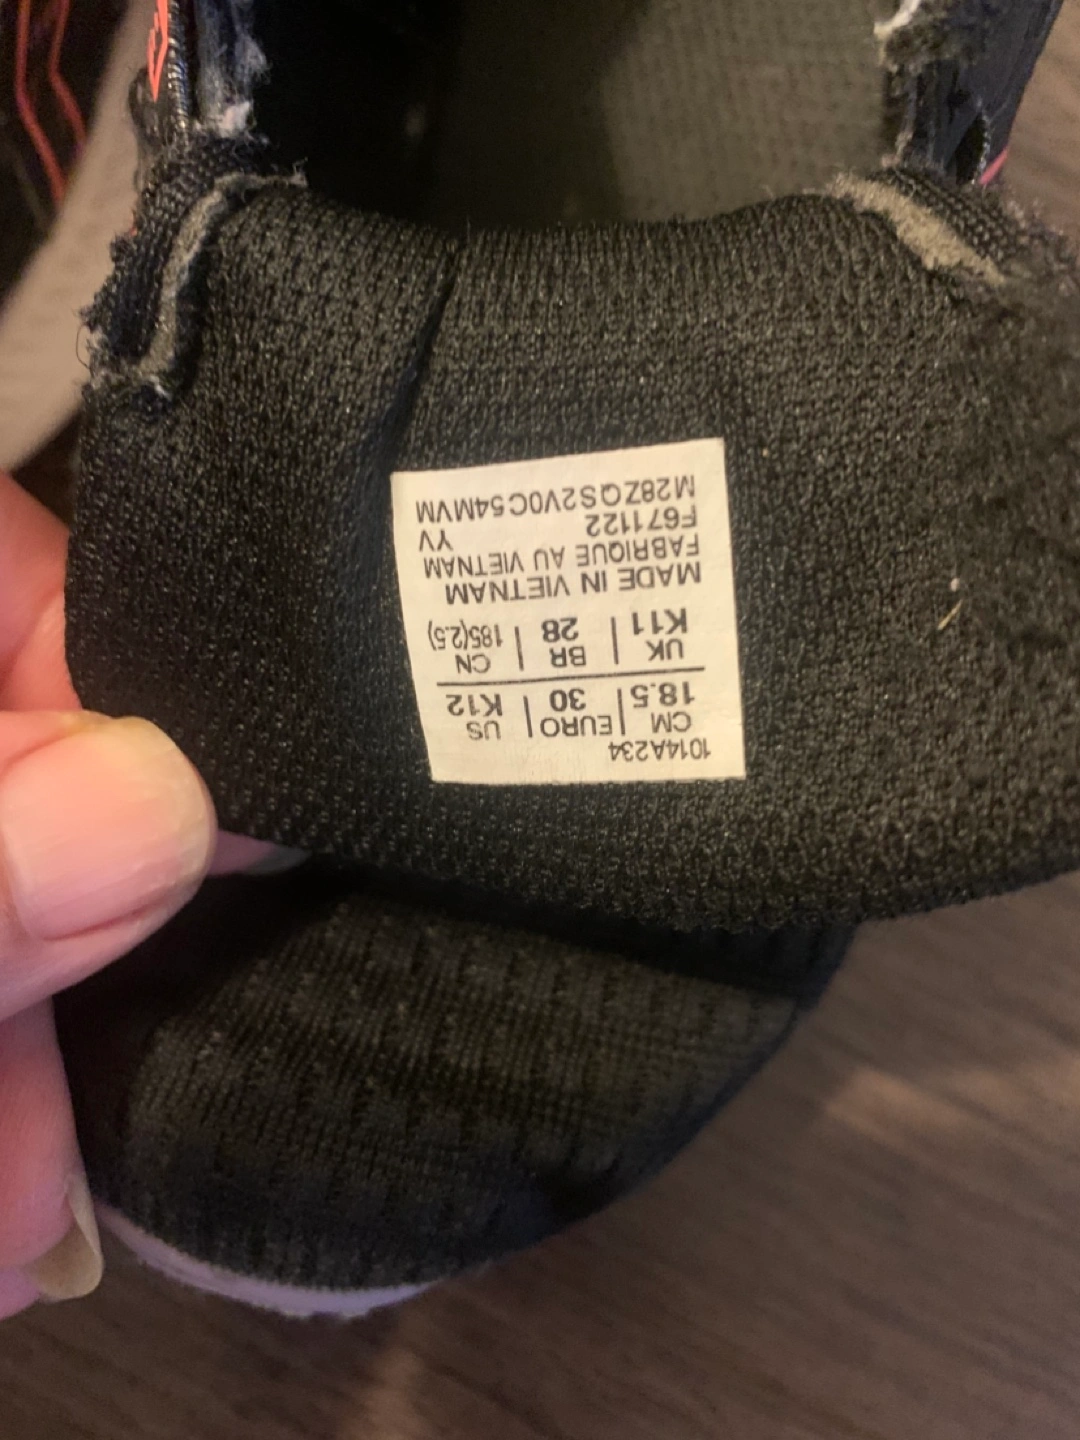 1014A234
CM | EURO | US
18.5 | 30 | K12
UK | BR | CN
K11 | 28 | 185(2.5)
MADE IN VIETNAM
FABRIQUE AU VIETNAM
F671122 YV
M28ZQS2V0C54MVM